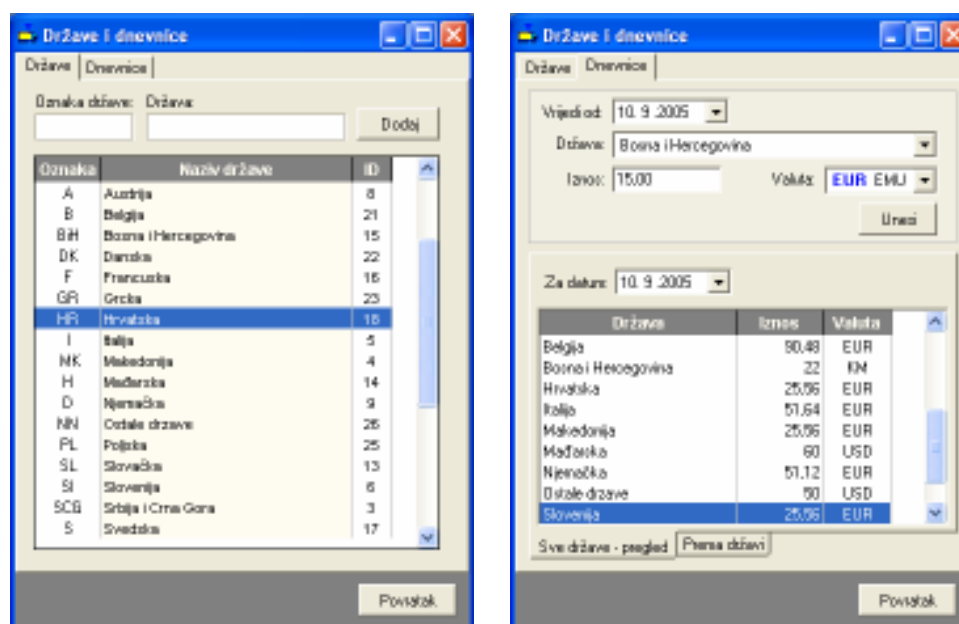 Države i dnevnice
Države Dnevnice
Oznaka države: Država:
Dodaj
Oznaka Naziv države ID
A Austrija 8
B Belgija 21
BiH Bosna i Hercegovina 15
DK Danska 22
F Francuska 16
GR Grcka 23
HR Hrvatska 18
I Italija 5
MK Makedonija 4
H Mađarska 14
D Njemačka 9
NN Ostale drzave 26
PL Poljska 25
SL Slovačka 13
SI Slovenija 6
SCG Srbija i Crna Gora 3
S Svedska 17
Povratak
Države i dnevnice
Države Dnevnice
Vrijedi od: 10. 9 .2005
Država: Bosna i Hercegovina
Iznos: 15,00 Valuta: EUR EMU
Unesi
Za datum: 10. 9 .2005
Država Iznos Valuta
Belgija 90,48 EUR
Bosna i Hercegovina 22 KM
Hrvatska 25,56 EUR
Italija 51,64 EUR
Makedonija 25,56 EUR
Mađarska 60 USD
Njemačka 51,12 EUR
Ostale drzave 50 USD
Slovenija 25,56 EUR
Sve države - pregled Prema državi
Povratak